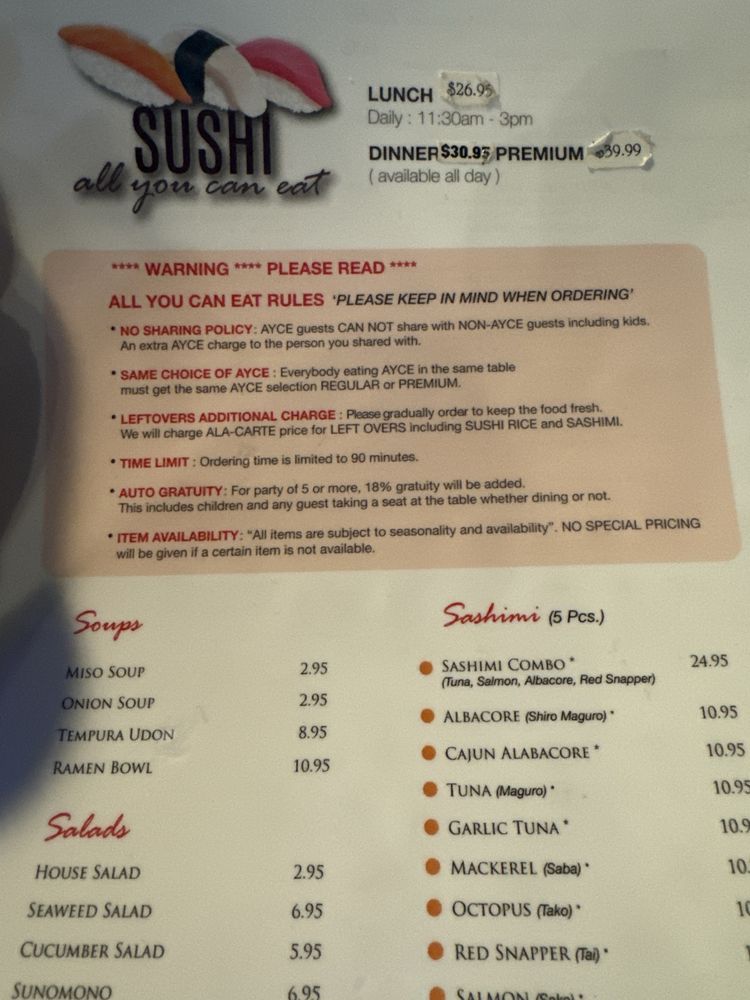 SUSHI
all you can eat
LUNCH $26.95
Daily : 11:30am - 3pm
DINNER $30.95 PREMIUM $39.99
( available all day )
**** WARNING **** PLEASE READ ****
ALL YOU CAN EAT RULES 'PLEASE KEEP IN MIND WHEN ORDERING'
• NO SHARING POLICY: AYCE guests CAN NOT share with NON-AYCE guests including kids.
An extra AYCE charge to the person you shared with.
• SAME CHOICE OF AYCE : Everybody eating AYCE in the same table
must get the same AYCE selection REGULAR or PREMIUM.
• LEFTOVERS ADDITIONAL CHARGE : Please gradually order to keep the food fresh.
We will charge ALA-CARTE price for LEFT OVERS including SUSHI RICE and SASHIMI.
• TIME LIMIT : Ordering time is limited to 90 minutes.
• AUTO GRATUITY: For party of 5 or more, 18% gratuity will be added.
This includes children and any guest taking a seat at the table whether dining or not.
• ITEM AVAILABILITY: "All items are subject to seasonality and availability". NO SPECIAL PRICING
will be given if a certain item is not available.
Soups
MISO SOUP 2.95
ONION SOUP 2.95
TEMPURA UDON 8.95
RAMEN BOWL 10.95
Salads
HOUSE SALAD 2.95
SEAWEED SALAD 6.95
CUCUMBER SALAD 5.95
SUNOMONO 6.95
Sashimi (5 Pcs.)
SASHIMI COMBO * 24.95
(Tuna, Salmon, Albacore, Red Snapper)
ALBACORE (Shiro Maguro) * 10.95
CAJUN ALABACORE * 10.95
TUNA (Maguro) * 10.95
GARLIC TUNA * 10.9
MACKEREL (Saba) * 10.
OCTOPUS (Tako) * 10
RED SNAPPER (Tai) *
SALMON (Sake) *